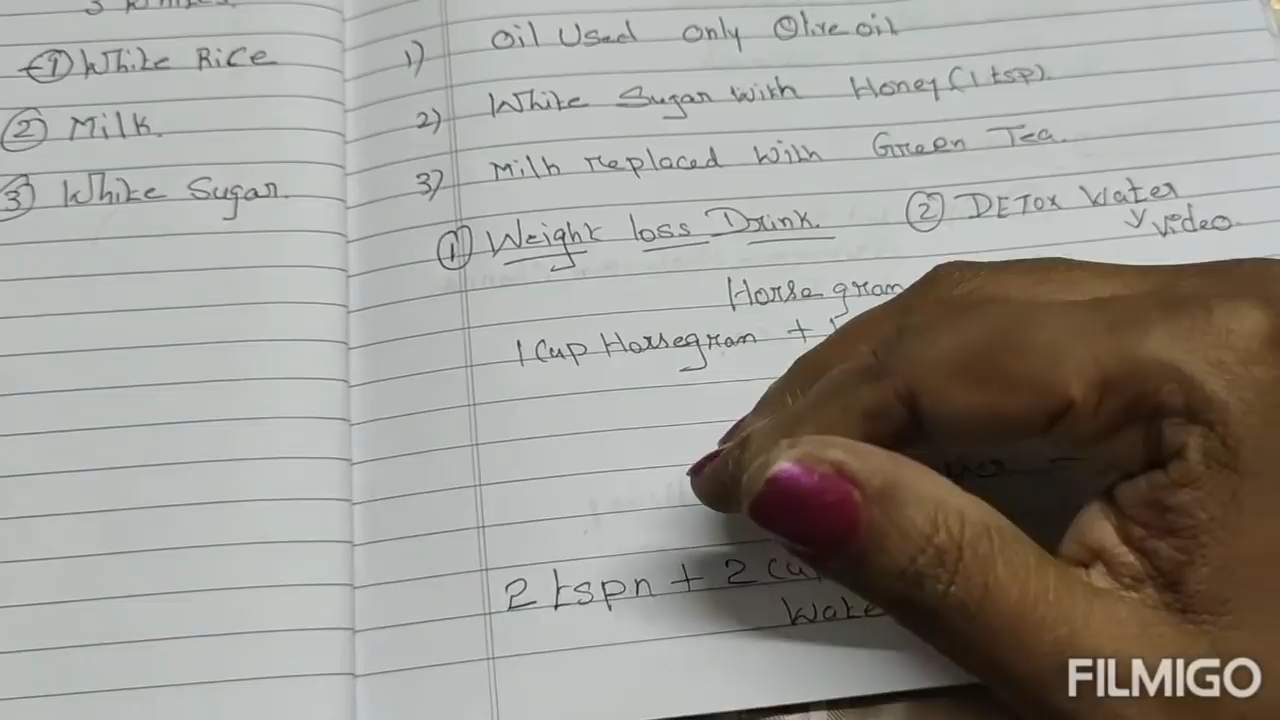 ① White Rice
② Milk
③ White Sugar
1) Oil Used Only Olive oil
2) White Sugar with Honey (1 tsp).
3) Milk replaced with Green Tea.
① Weight loss Drink
② DETOX Water
video.
Horse gram
1 Cup Horsegram +
2 tspn + 2
FILMIGO